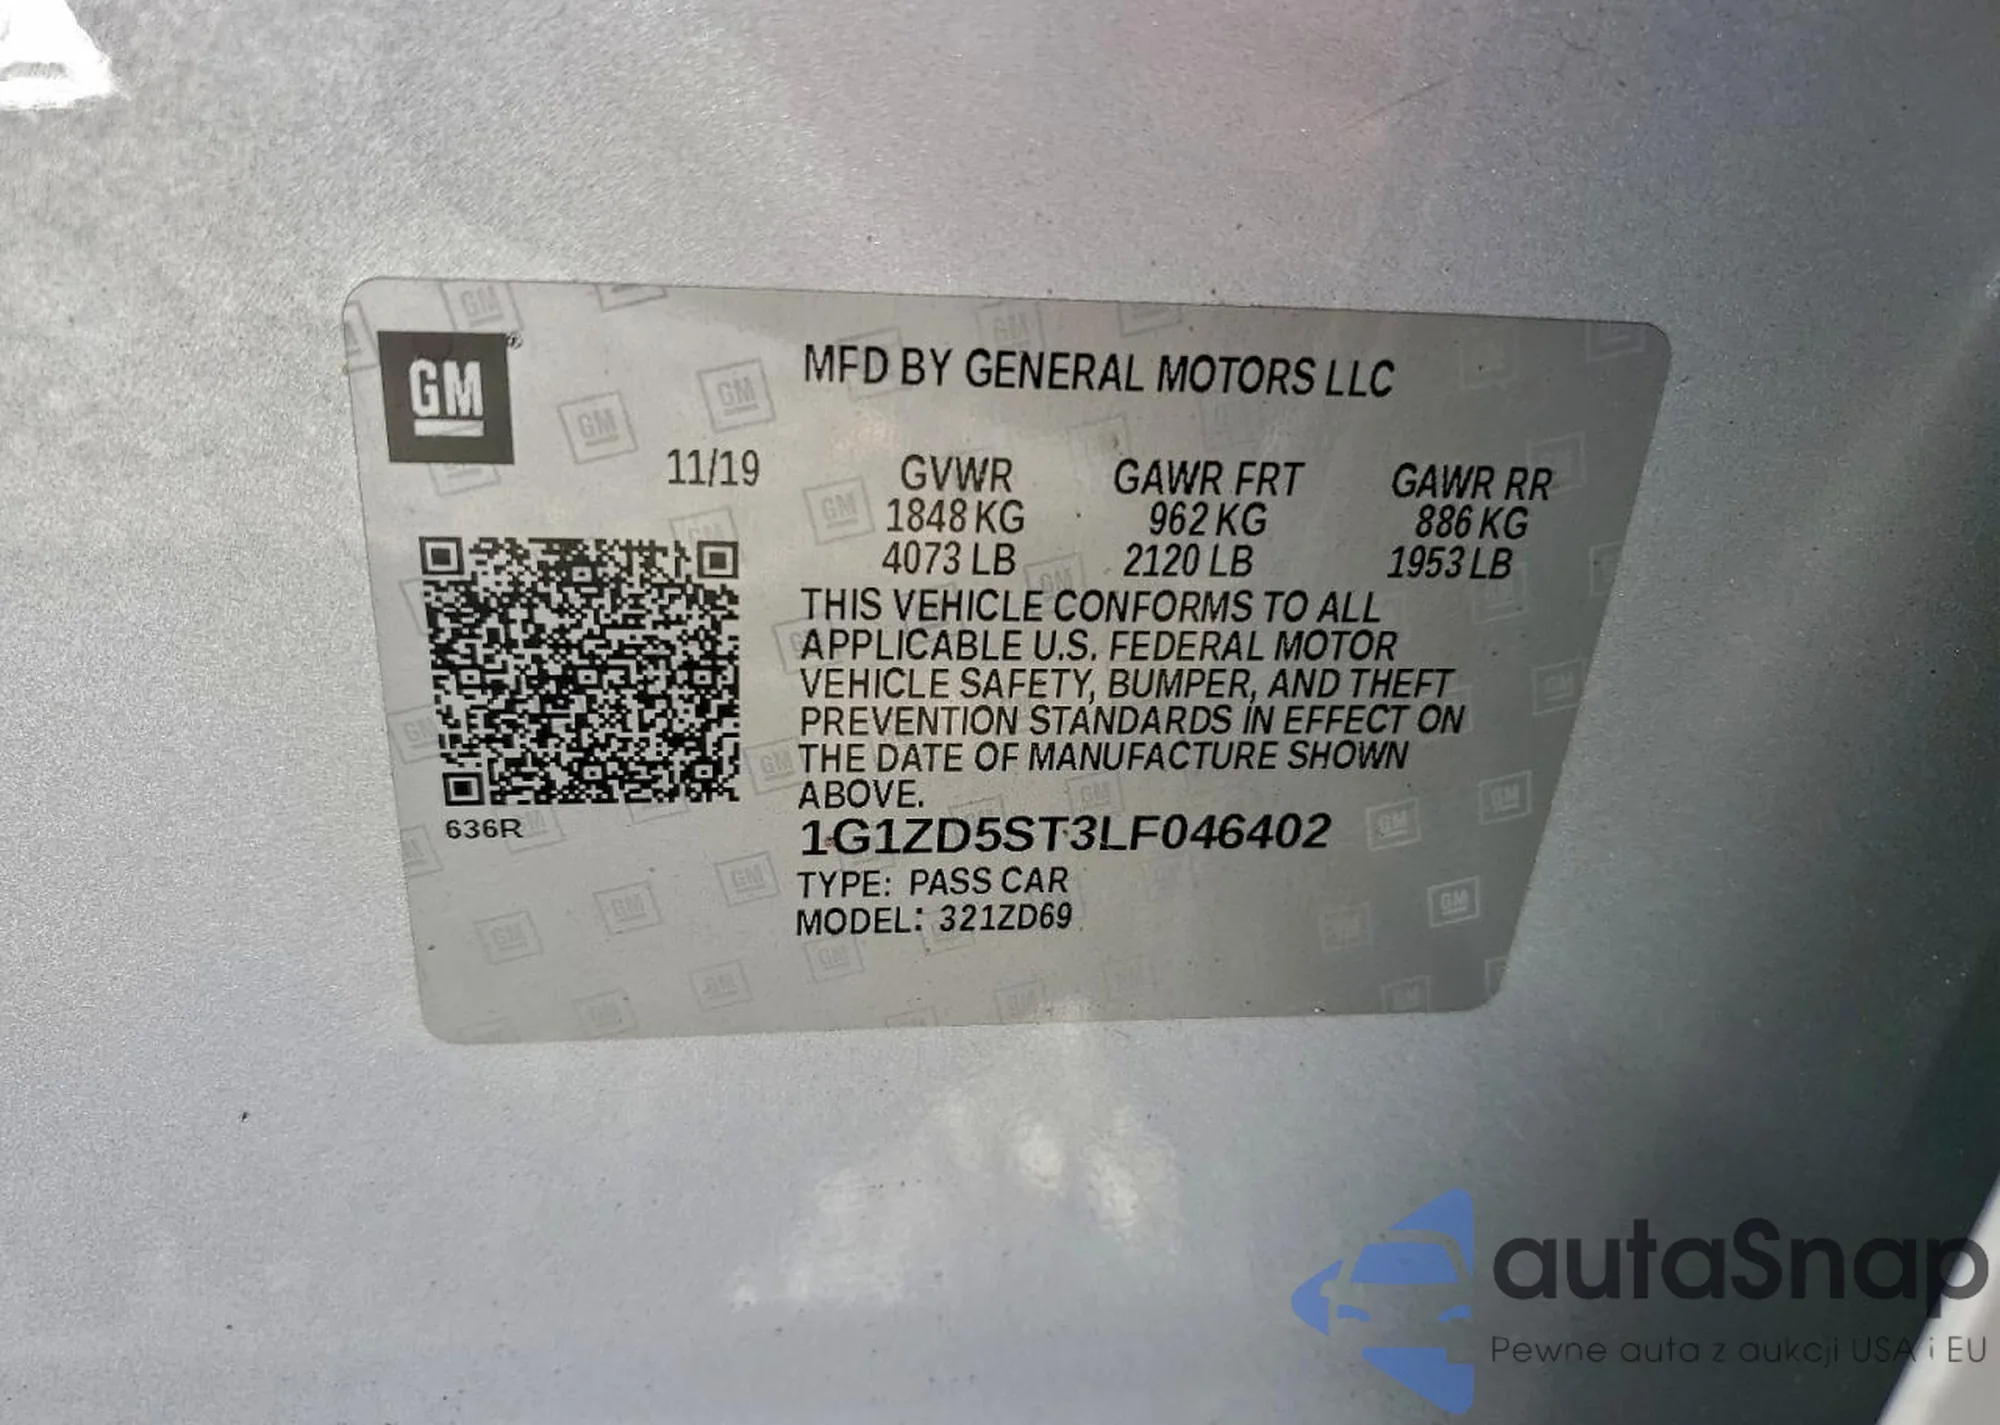 GM®
MFD BY GENERAL MOTORS LLC
11/19
GVWR GAWR FRT GAWR RR
1848 KG 962 KG 886 KG
4073 LB 2120 LB 1953 LB
THIS VEHICLE CONFORMS TO ALL
APPLICABLE U.S. FEDERAL MOTOR
VEHICLE SAFETY, BUMPER, AND THEFT
PREVENTION STANDARDS IN EFFECT ON
THE DATE OF MANUFACTURE SHOWN
ABOVE.
636R
1G1ZD5ST3LF046402
TYPE: PASS CAR
MODEL: 321ZD69
autaSnap
Pewne auta z aukcji USA i EU